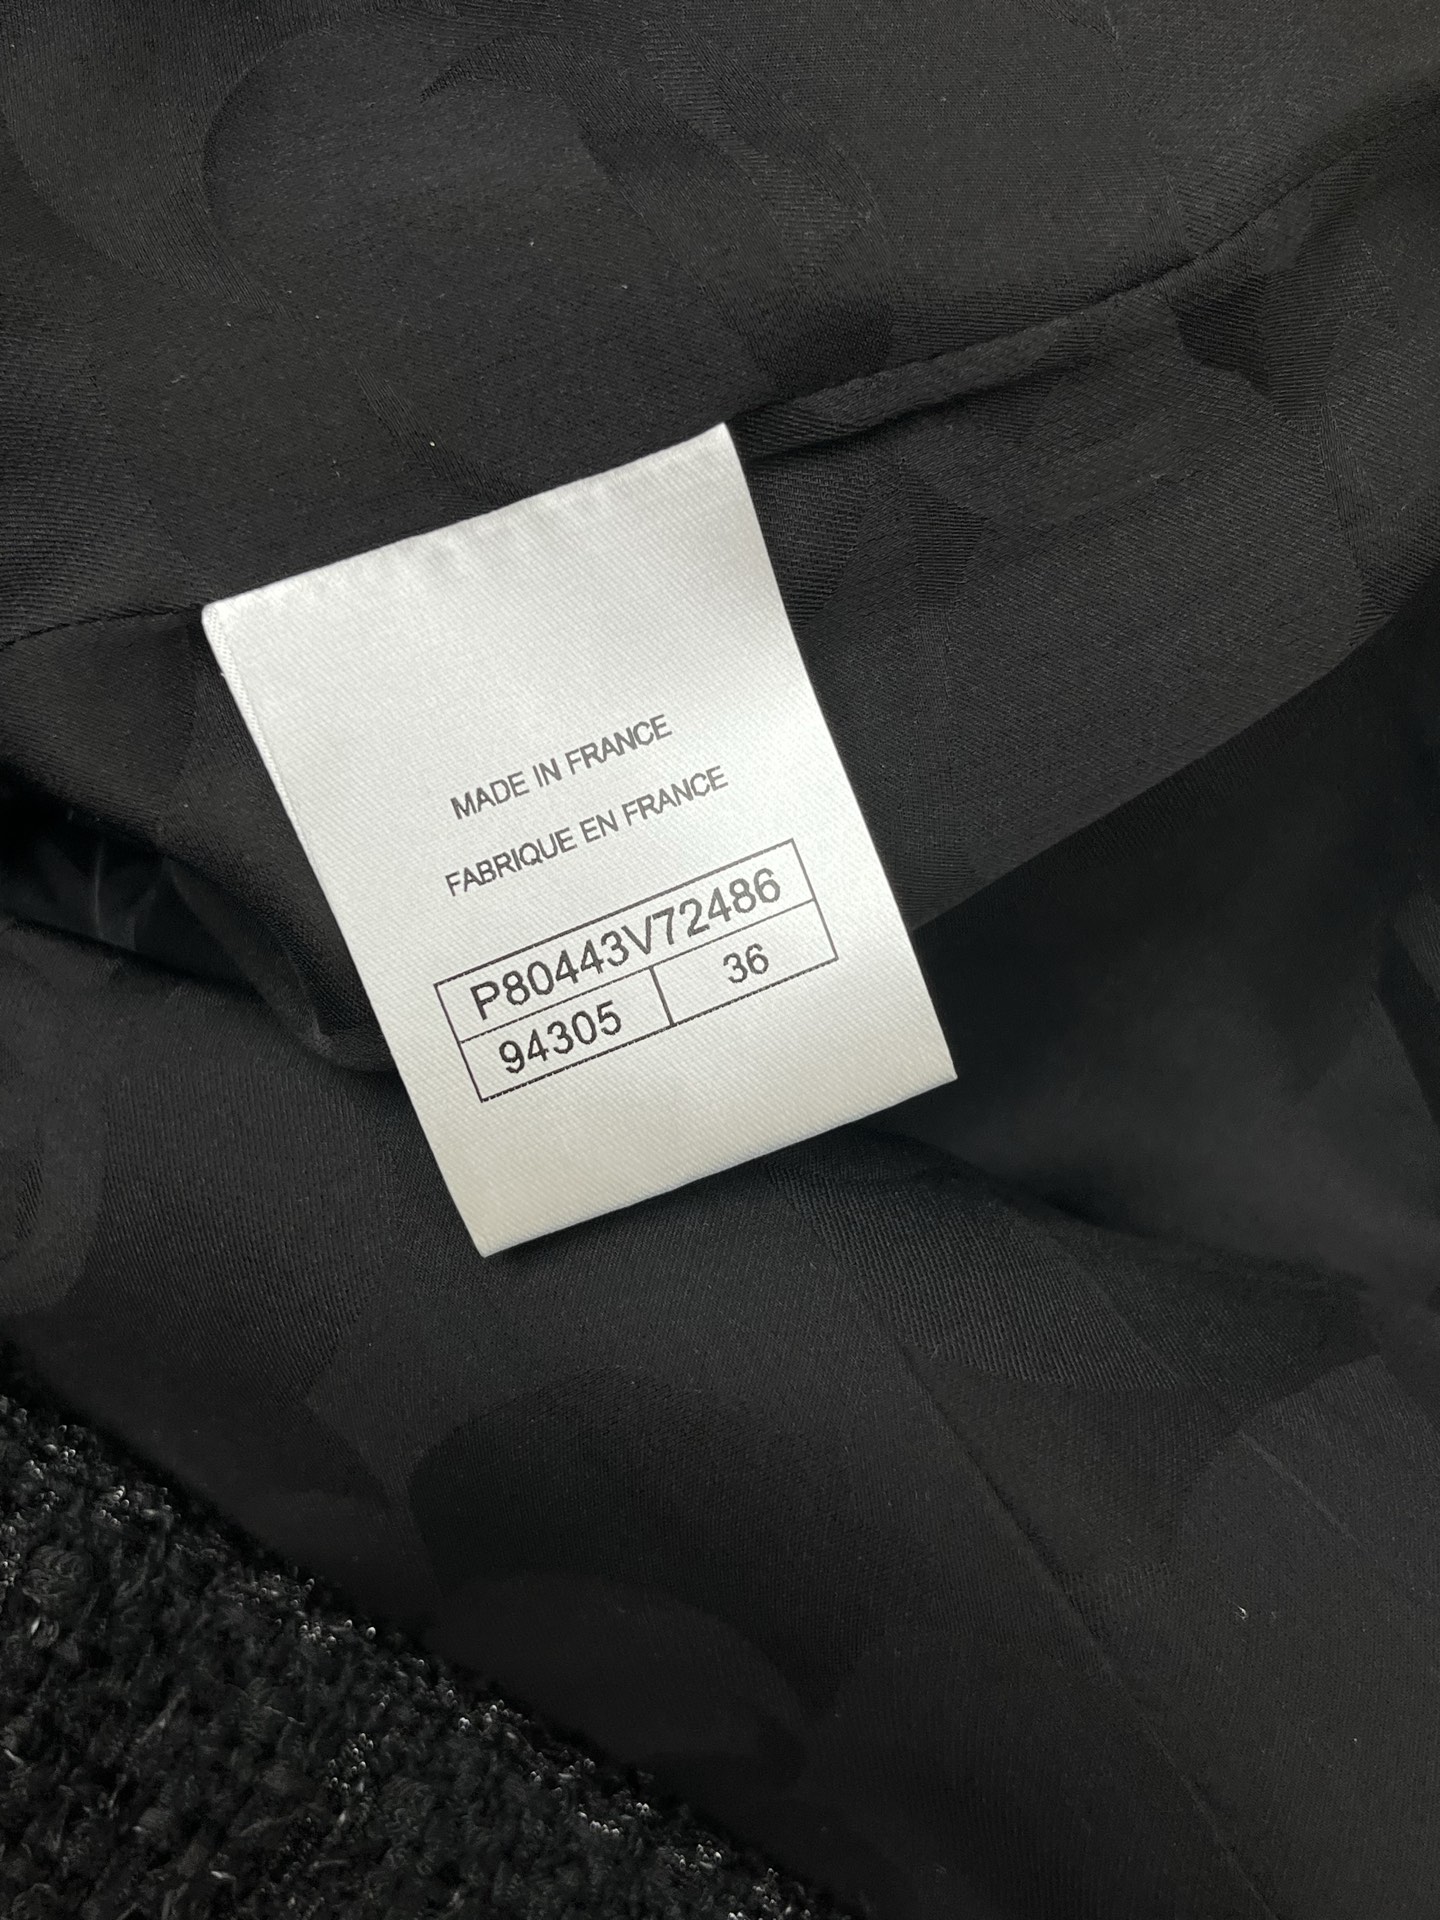 MADE IN FRANCE
FABRIQUE EN FRANCE
P80443V72486
94305 36